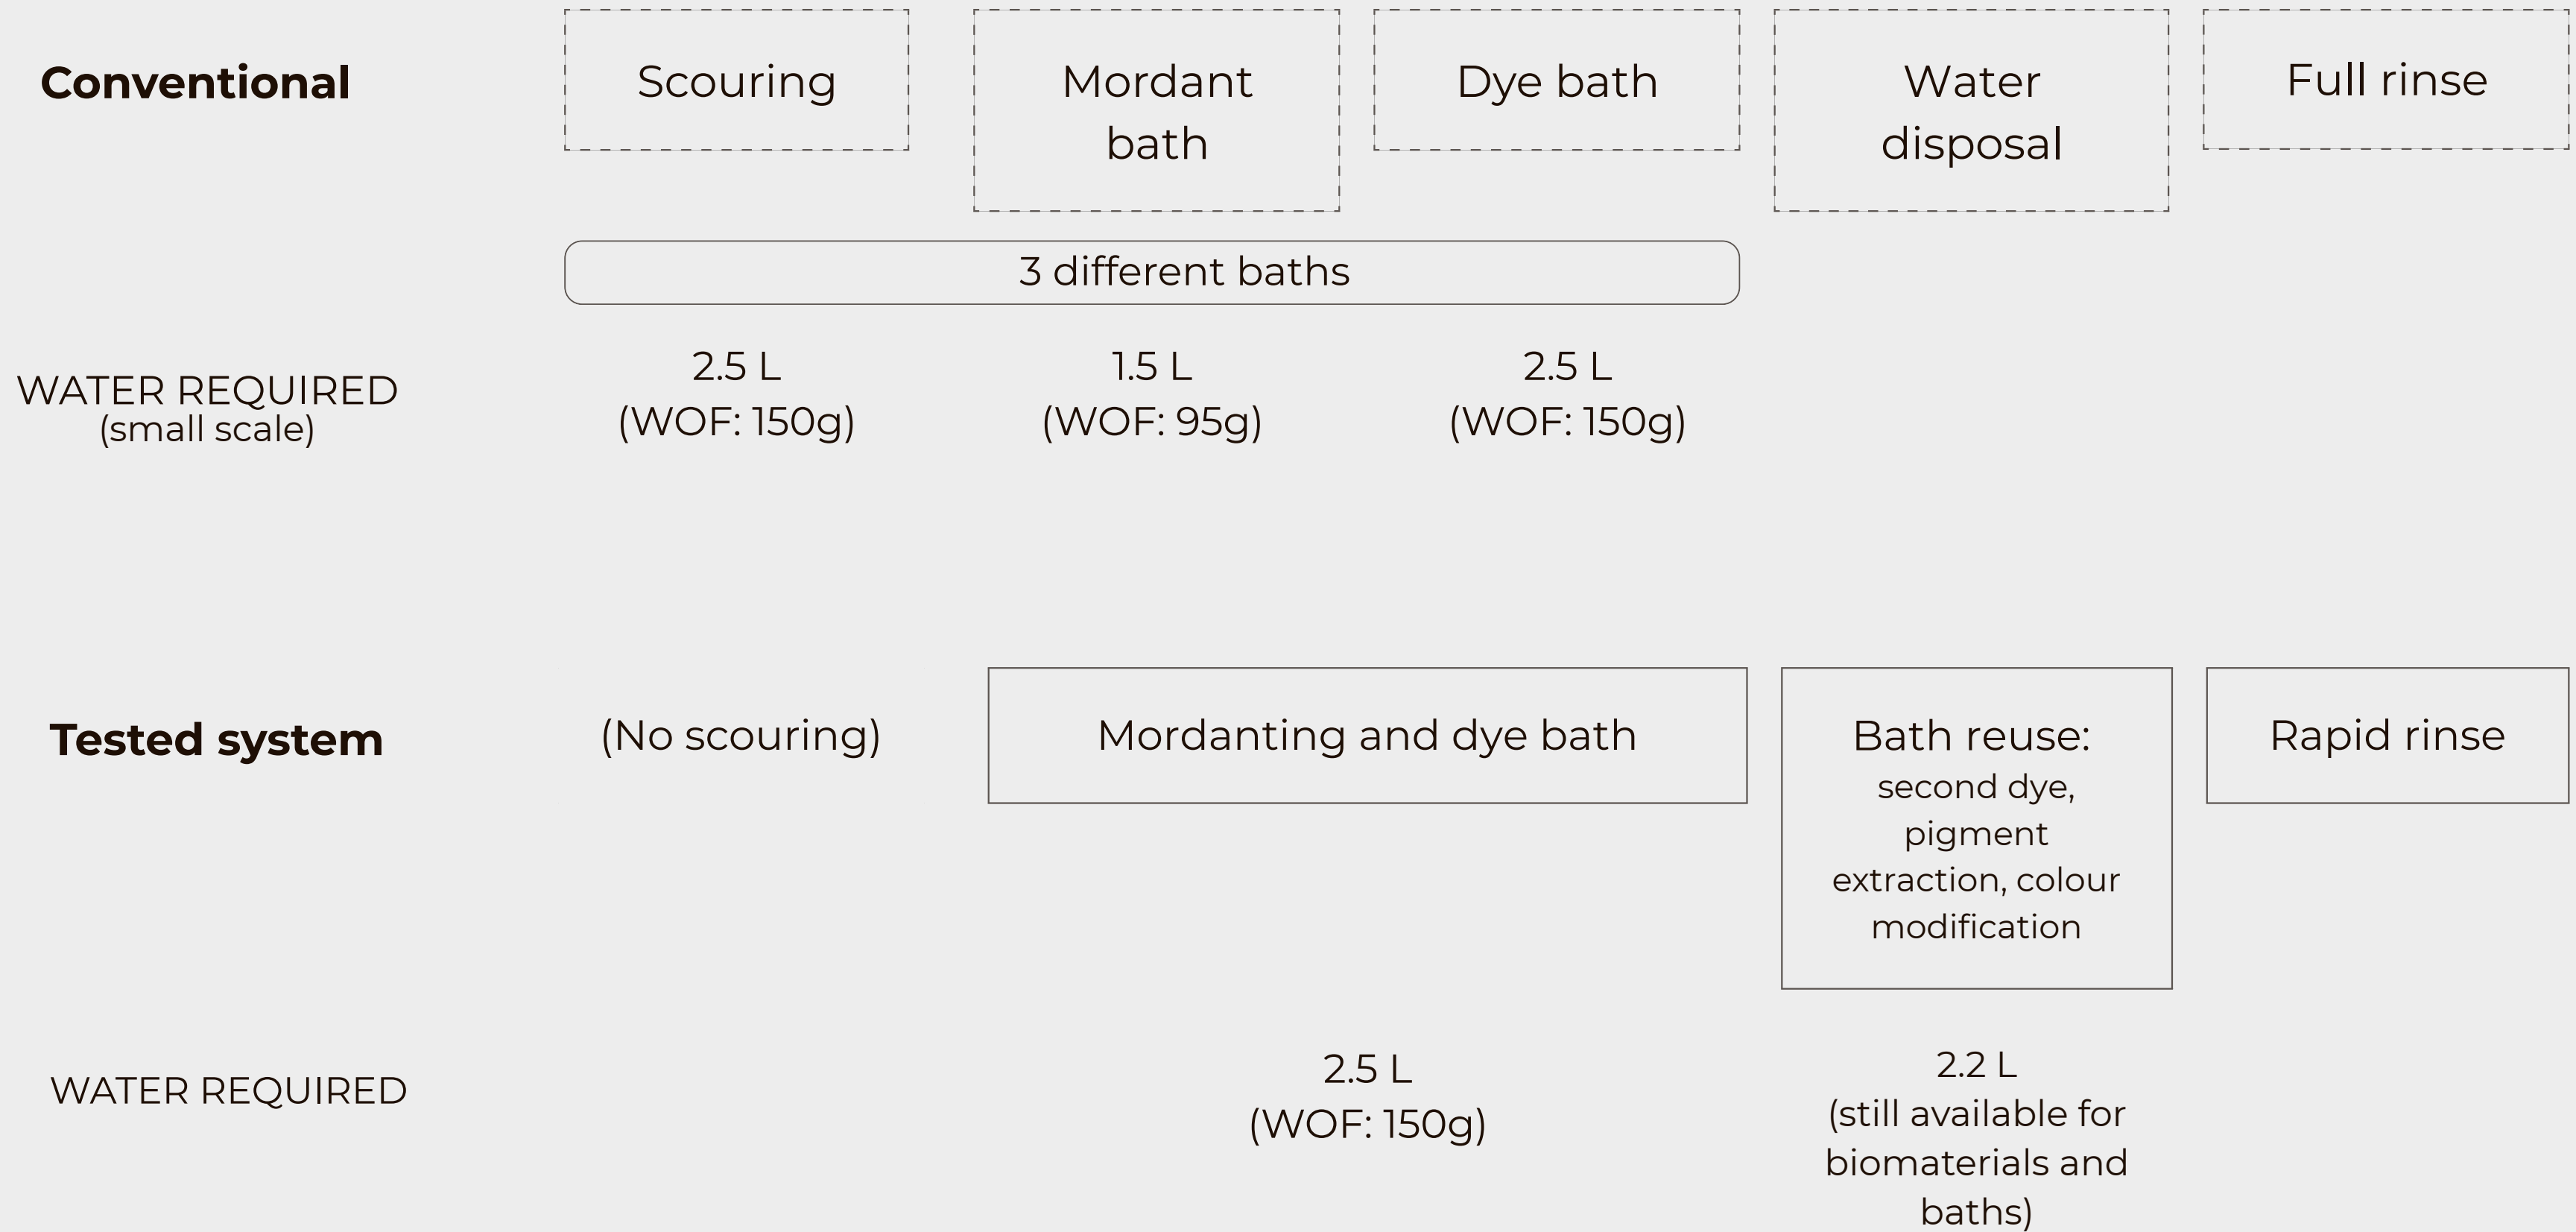 Conventional
Scouring
Mordant
bath
Dye bath
Water
disposal
Full rinse
3 different baths
WATER REQUIRED
(small scale)
2.5 L
(WOF: 150g)
1.5 L
(WOF: 95g)
2.5 L
(WOF: 150g)
Tested system
(No scouring)
Mordanting and dye bath
Bath reuse:
second dye,
pigment
extraction, colour
modification
Rapid rinse
WATER REQUIRED
2.5 L
(WOF: 150g)
2.2 L
(still available for
biomaterials and
baths)